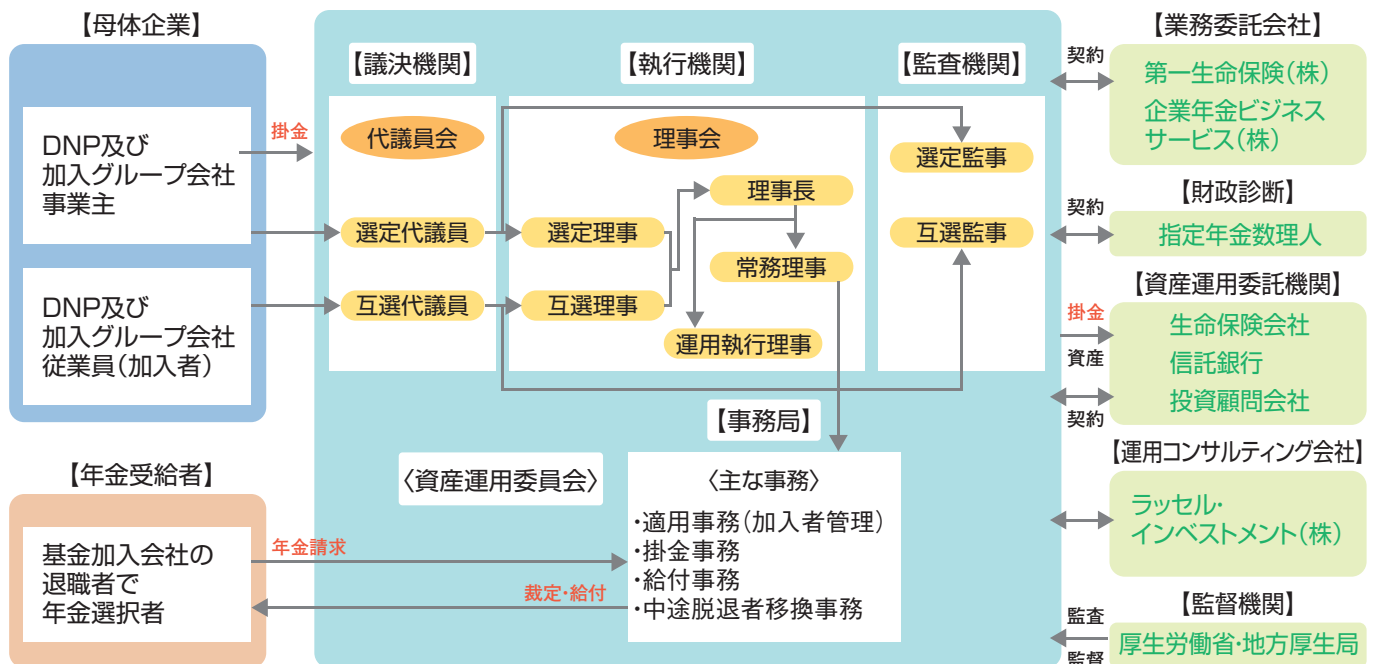 【母体企業】
DNP及び
加入グループ会社
事業主
DNP及び
加入グループ会社
従業員(加入者)
掛金
【議決機関】
代議員会
選定代議員
互選代議員
【執行機関】
理事会
理事長
選定理事
常務理事
互選理事
運用執行理事
【監査機関】
選定監事
互選監事
【事務局】
〈資産運用委員会〉
〈主な事務〉
・適用事務(加入者管理)
・掛金事務
・給付事務
・中途脱退者移換事務
【年金受給者】
基金加入会社の
退職者で
年金選択者
年金請求
裁定・給付
【業務委託会社】
契約
第一生命保険(株)
企業年金ビジネス
サービス(株)
【財政診断】
契約
指定年金数理人
【資産運用委託機関】
掛金
資産
契約
生命保険会社
信託銀行
投資顧問会社
【運用コンサルティング会社】
ラッセル・
インベストメント(株)
【監督機関】
監査
監督
厚生労働省・地方厚生局